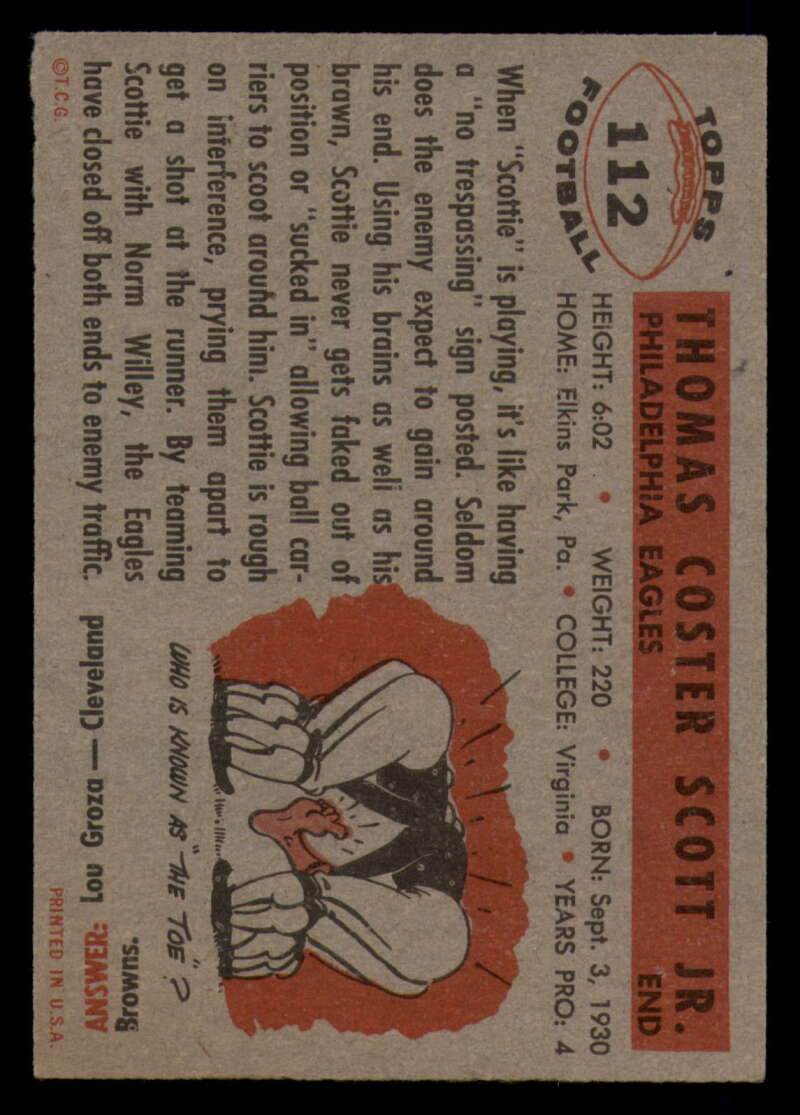 TOPPS
112
FOOTBALL
THOMAS COSTER SCOTT JR.
PHILADELPHIA EAGLES END
HEIGHT: 6:02 • WEIGHT: 220 • BORN: Sept. 3, 1930
HOME: Elkins Park, Pa. • COLLEGE: Virginia • YEARS PRO: 4
When "Scottie" is playing, it's like having
a "no trespassing" sign posted. Seldom
does the enemy expect to gain around
his end. Using his brains as well as his
brawn, Scottie never gets faked out of
position or "sucked in" allowing ball car-
riers to scoot around him. Scottie is rough
on interference, prying them apart to
get a shot at the runner. By teaming
Scottie with Norm Willey, the Eagles
have closed off both ends to enemy traffic.
WHO IS KNOWN AS "THE TOE"?
ANSWER: Lou Groza — Cleveland
Browns.
©T.C.G.
PRINTED IN U.S.A.